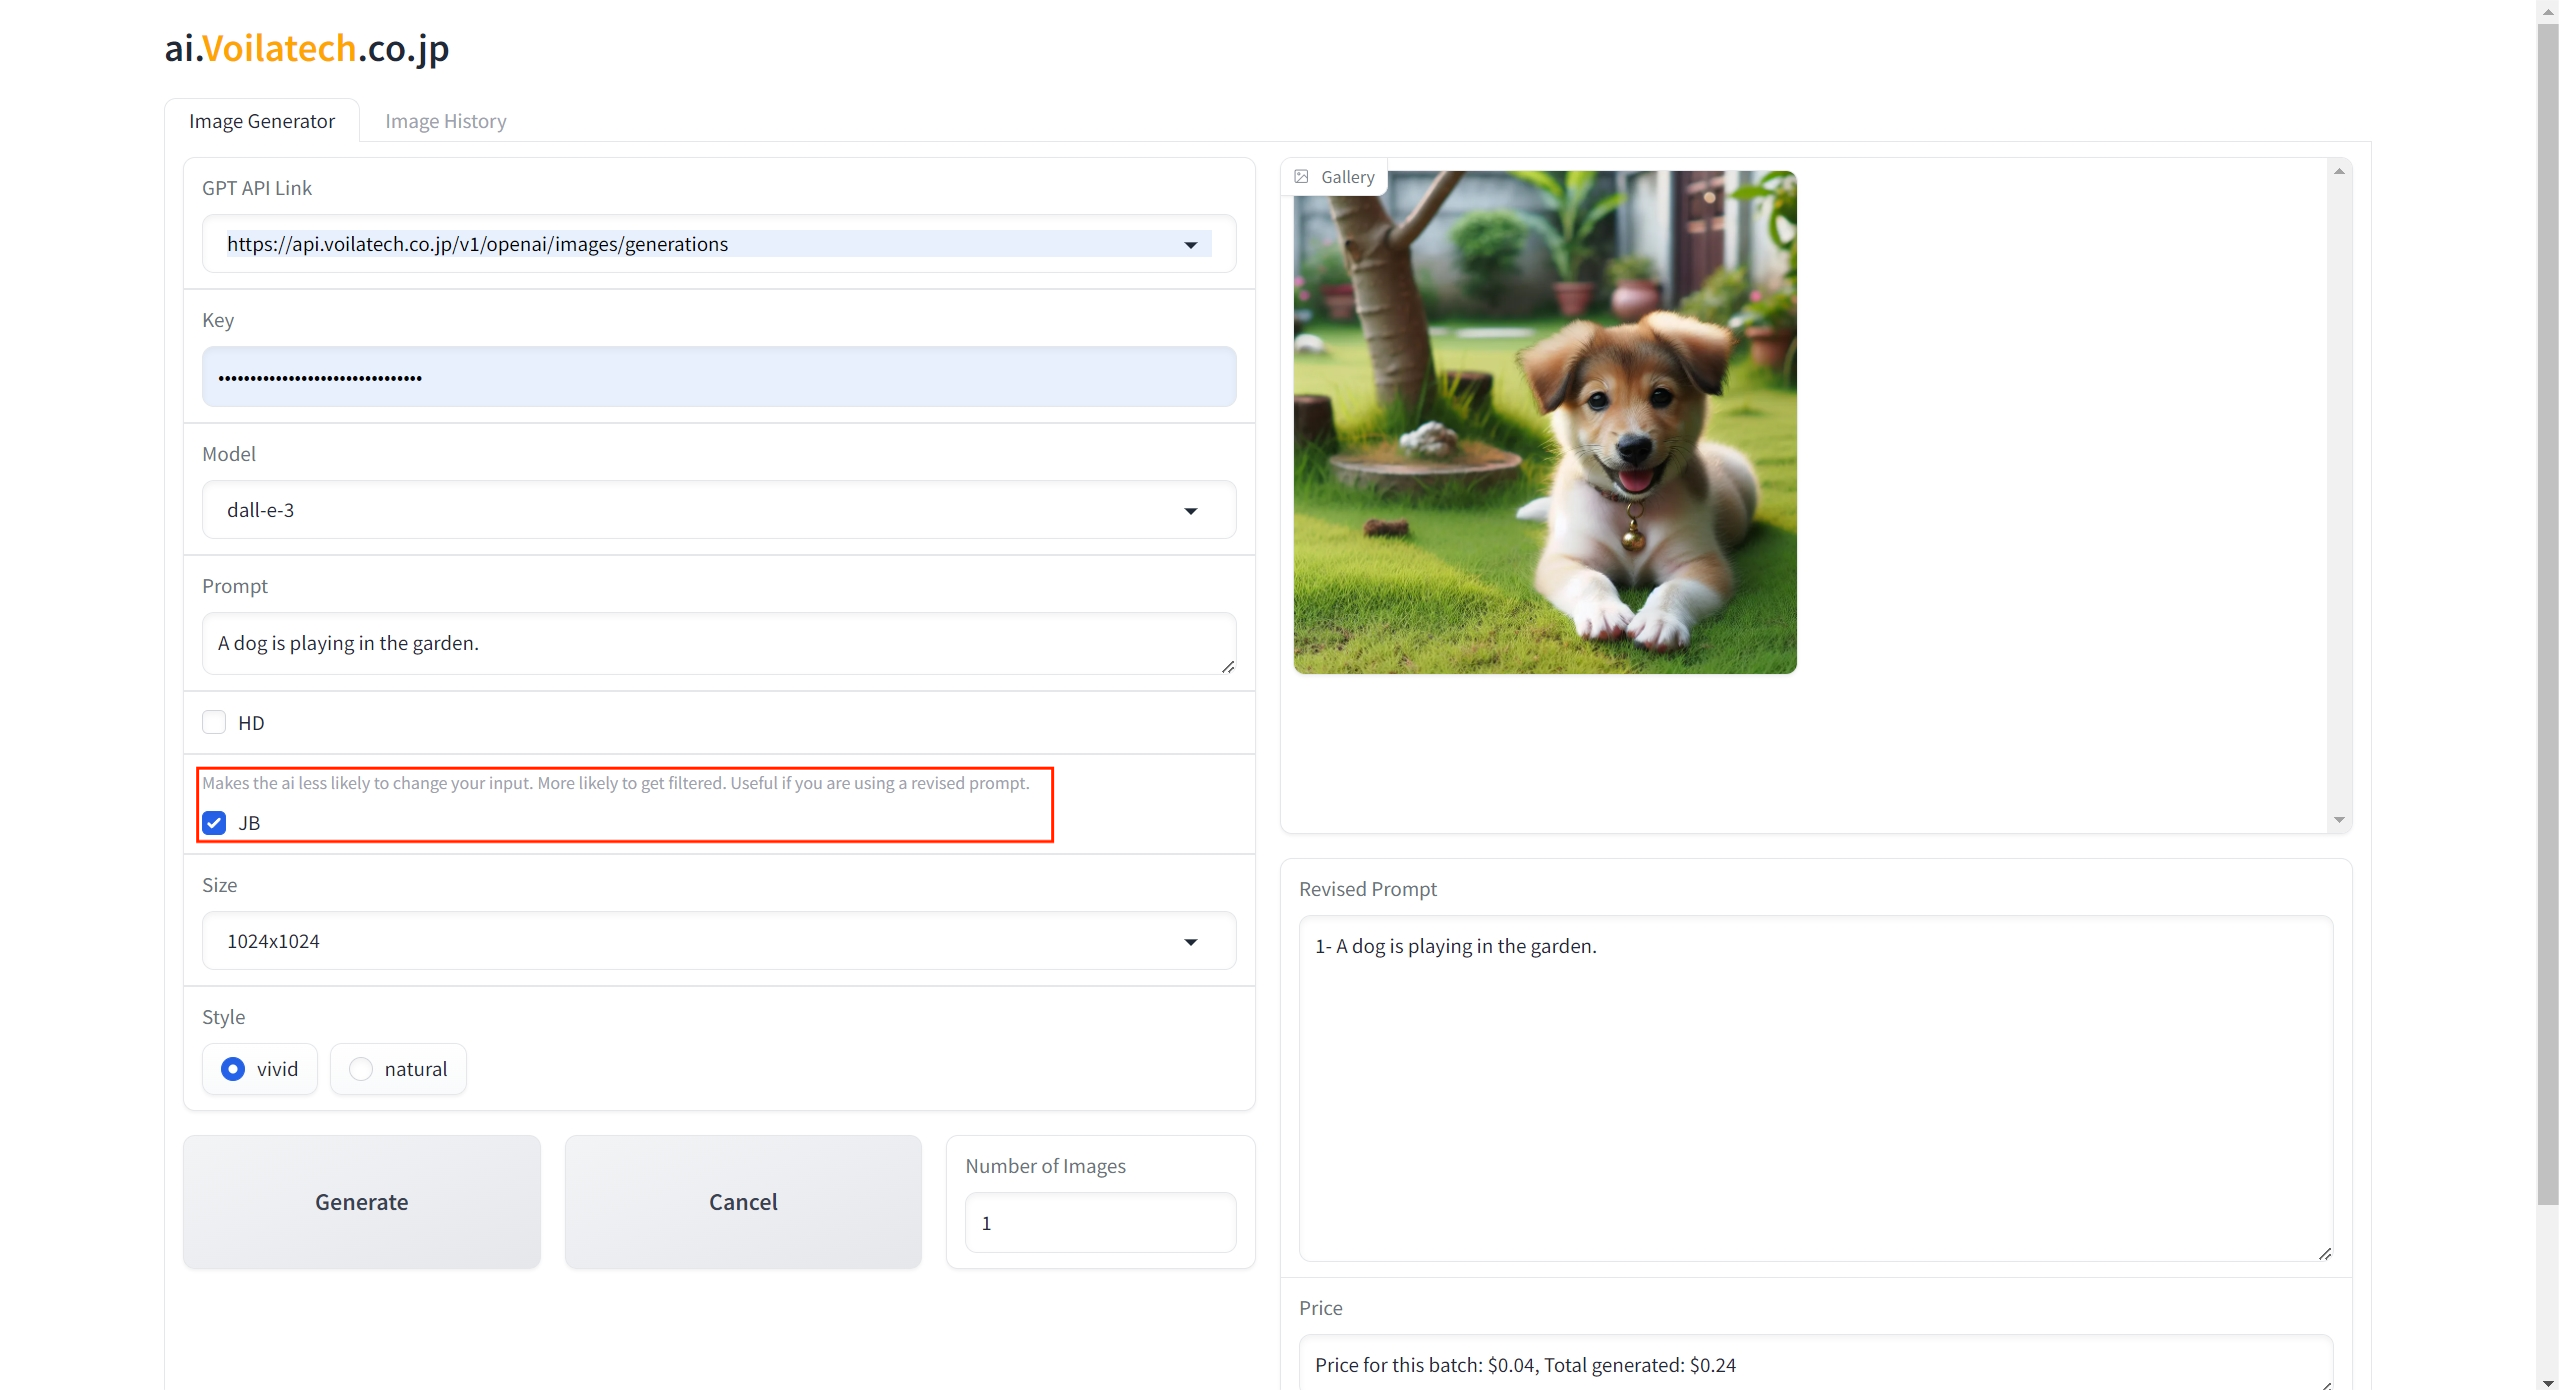 ai.Voilatech.co.jp
Image Generator
Image History
GPT API Link
https://api.voilatech.co.jp/v1/openai/images/generations
Key
••••••••••••••••••••••••••••••••
Model
dall-e-3
Prompt
A dog is playing in the garden.
HD
Makes the ai less likely to change your input. More likely to get filtered. Useful if you are using a revised prompt.
JB
Size
1024x1024
Style
vivid
natural
Generate
Cancel
Number of Images
1
Gallery
Revised Prompt
1- A dog is playing in the garden.
Price
Price for this batch: $0.04, Total generated: $0.24